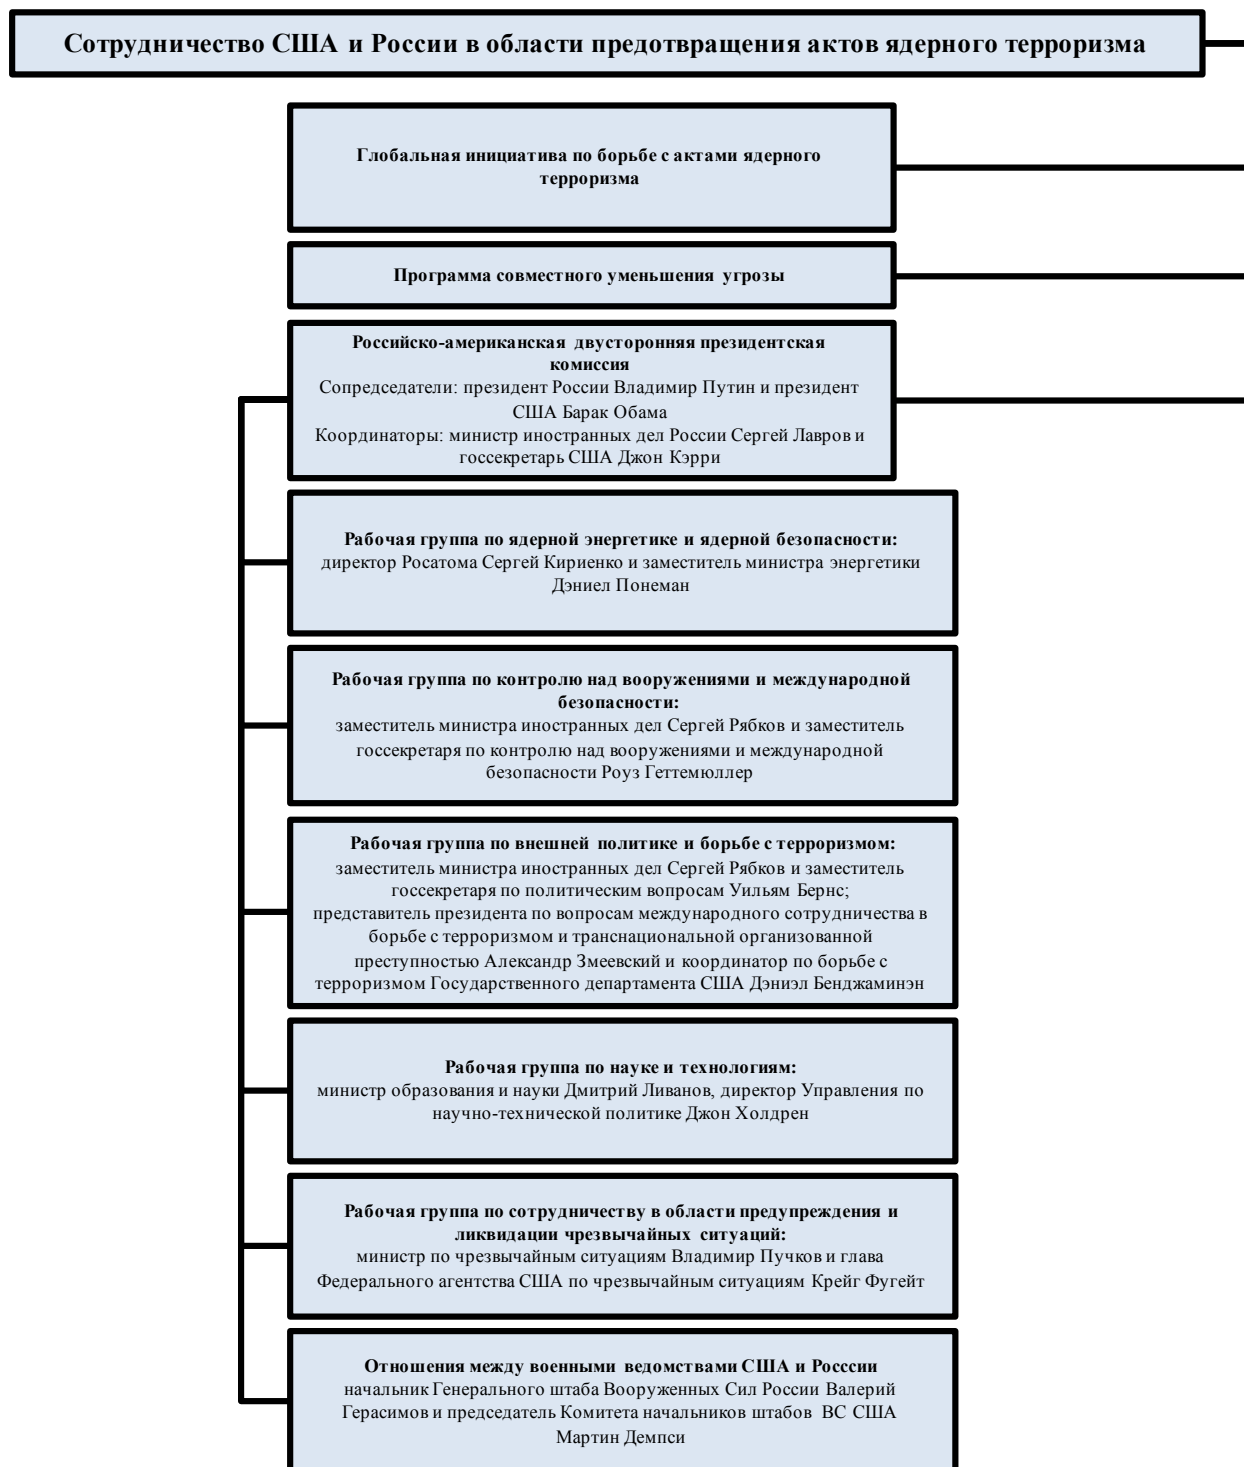 Сотрудничество США и России в области предотвращения актов ядерного терроризма
Глобальная инициатива по борьбе с актами ядерного
терроризма
Программа совместного уменьшения угрозы
Российско-американская двусторонняя президентская
комиссия
Сопредседатели: президент России Владимир Путин и президент
США Барак Обама
Координаторы: министр иностранных дел России Сергей Лавров и
госсекретарь США Джон Кэрри
Рабочая группа по ядерной энергетике и ядерной безопасности:
директор Росатома Сергей Кириенко и заместитель министра энергетики
Дэниел Понеман
Рабочая группа по контролю над вооружениями и международной
безопасности:
заместитель министра иностранных дел Сергей Рябков и заместитель
госсекретаря по контролю над вооружениями и международной
безопасности Роуз Геттемюллер
Рабочая группа по внешней политике и борьбе с терроризмом:
заместитель министра иностранных дел Сергей Рябков и заместитель
госсекретаря по политическим вопросам Уильям Бернс;
представитель президента по вопросам международного сотрудничества в
борьбе с терроризмом и транснациональной организованной
преступностью Александр Змеевский и координатор по борьбе с
терроризмом Государственного департамента США Дэниэл Бенджаминэн
Рабочая группа по науке и технологиям:
министр образования и науки Дмитрий Ливанов, директор Управления по
научно-технической политике Джон Холдрен
Рабочая группа по сотрудничеству в области предупреждения и
ликвидации чрезвычайных ситуаций:
министр по чрезвычайным ситуациям Владимир Пучков и глава
Федерального агентства США по чрезвычайным ситуациям Крейг Фугейт
Отношения между военными ведомствами США и Росссии
начальник Генерального штаба Вооруженных Сил России Валерий
Герасимов и председатель Комитета начальников штабов ВС США
Мартин Демпси